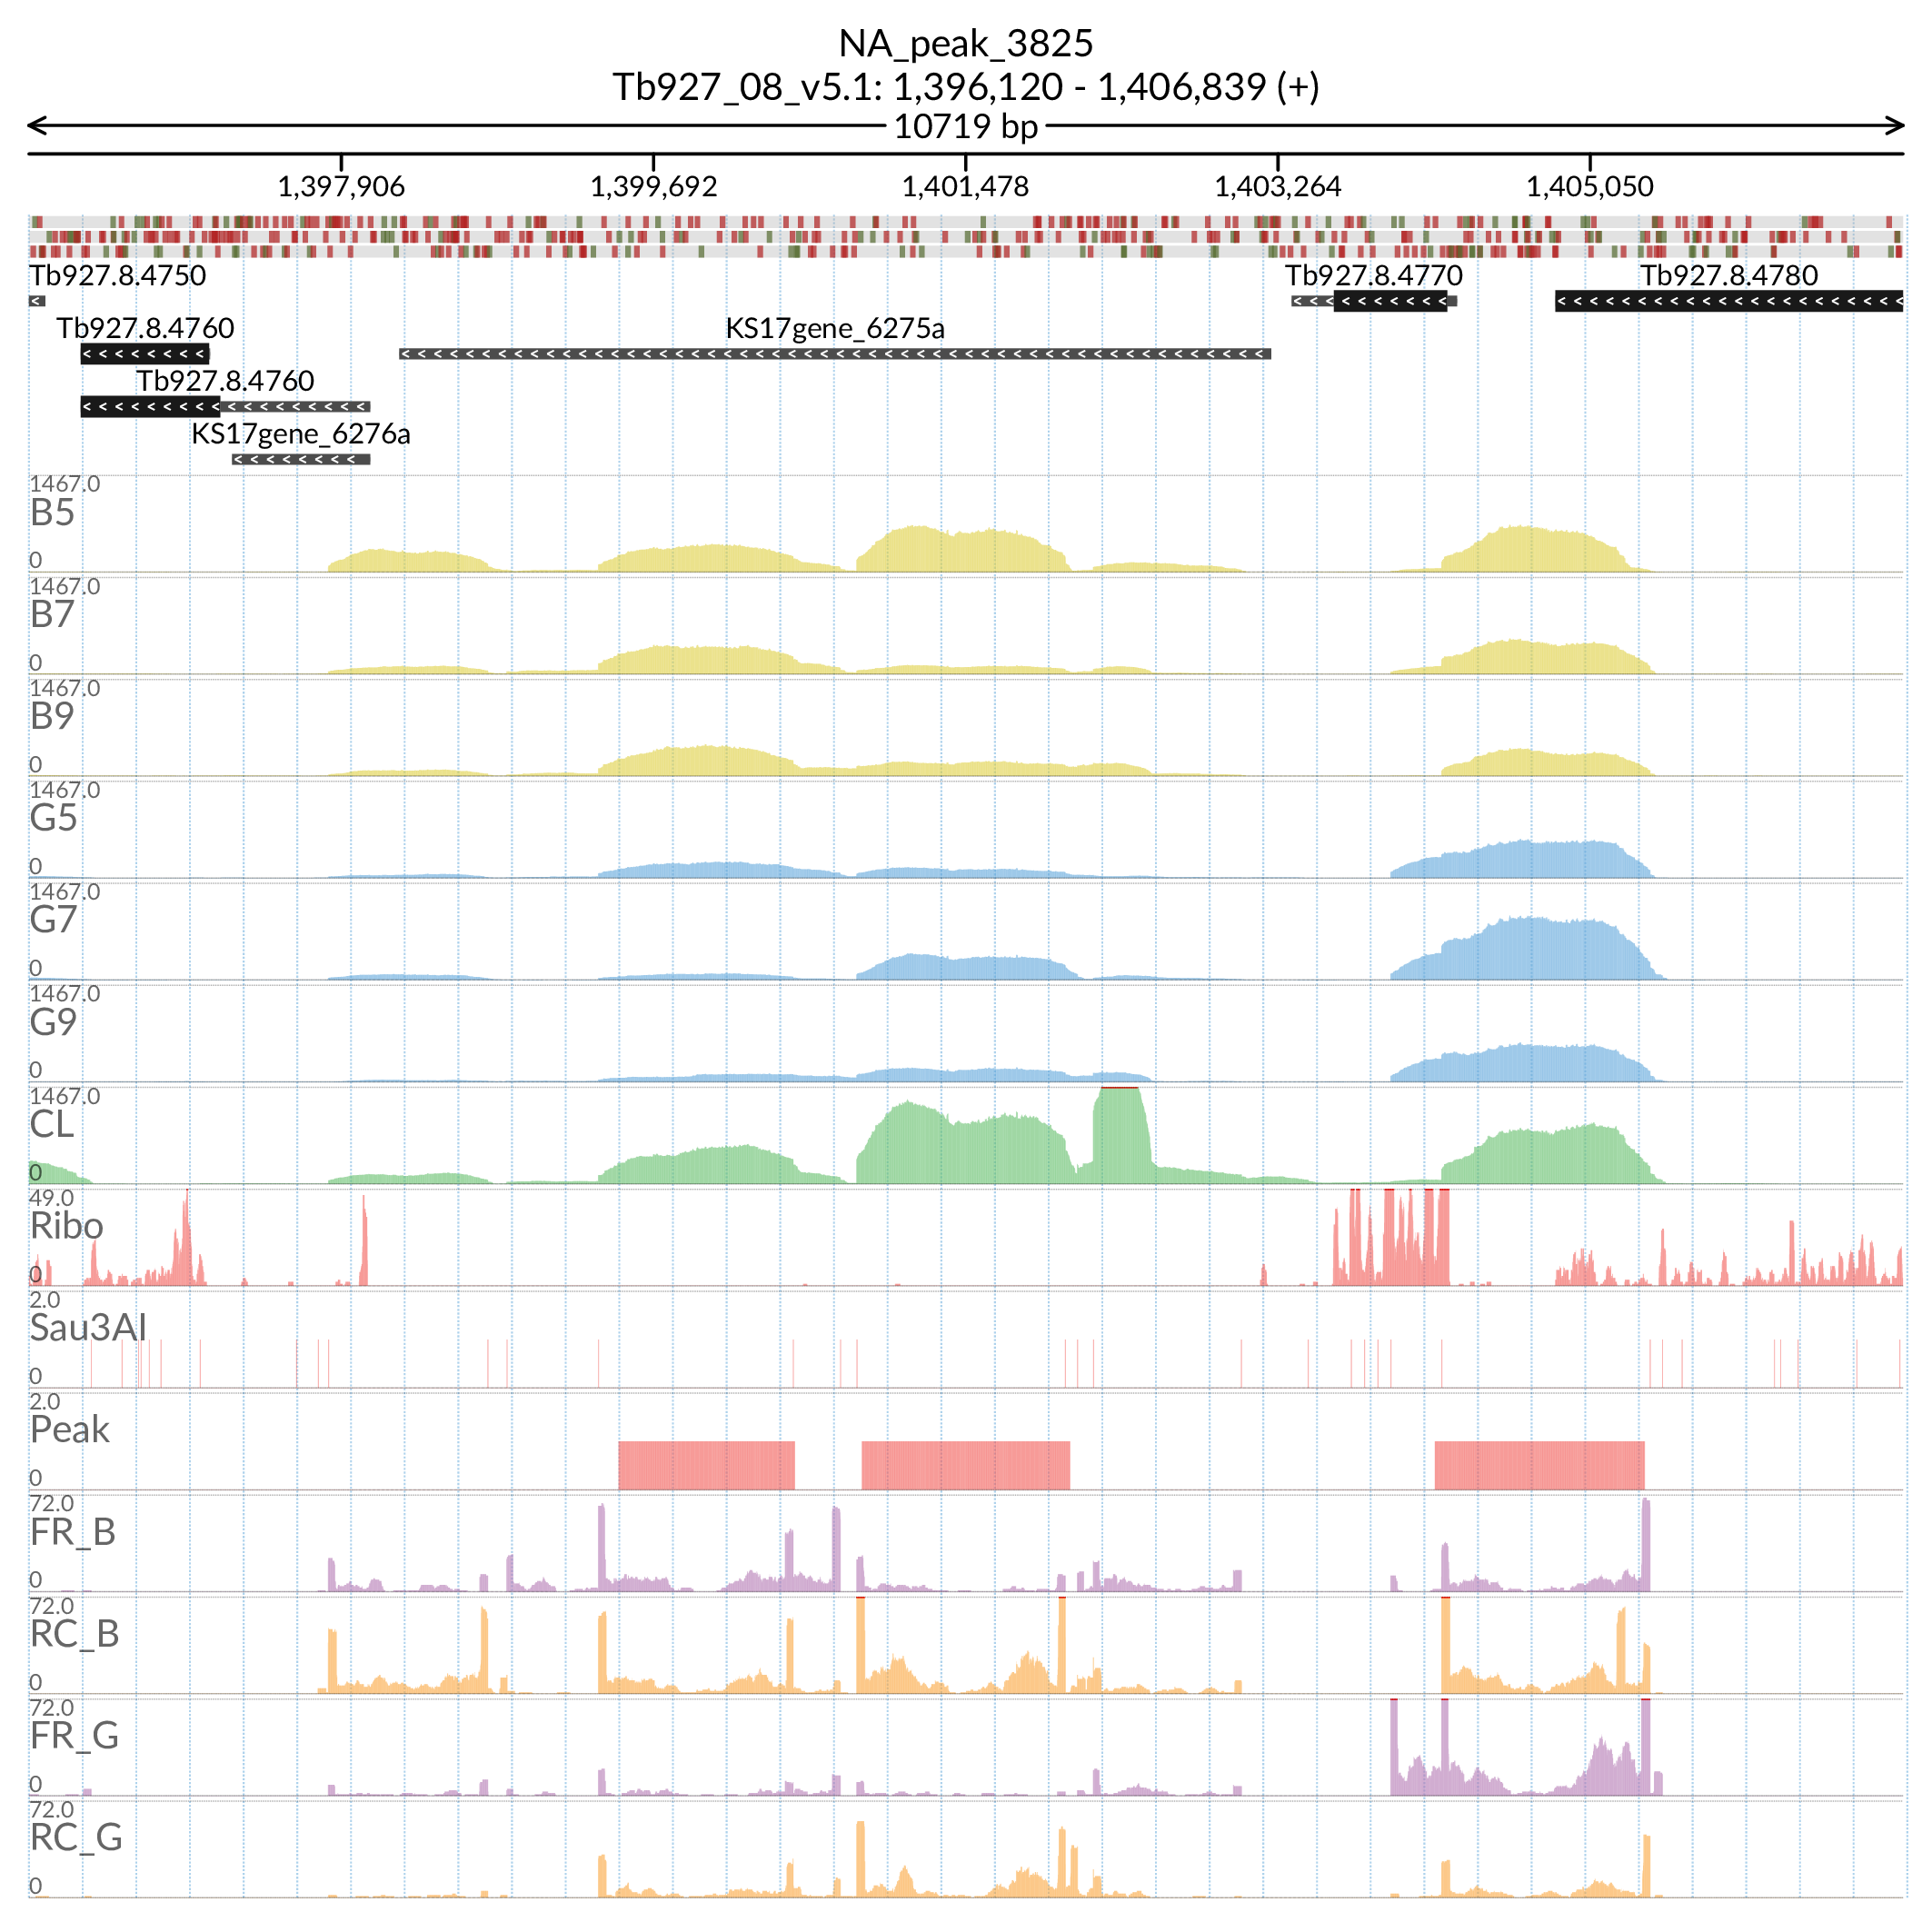 NA_peak_3825
Tb927_08_v5.1: 1,396,120 - 1,406,839 (+)
10719 bp
1,397,906 1,399,692 1,401,478 1,403,264 1,405,050
Tb927.8.4750 Tb927.8.4770 Tb927.8.4780
Tb927.8.4760 KS17gene_6275a
Tb927.8.4760
KS17gene_6276a
1467.0
B5
0
1467.0
B7
0
1467.0
B9
0
1467.0
G5
0
1467.0
G7
0
1467.0
G9
0
1467.0
CL
0
49.0
Ribo
0
2.0
Sau3AI
0
2.0
Peak
0
72.0
FR_B
0
72.0
RC_B
0
72.0
FR_G
0
72.0
RC_G
0